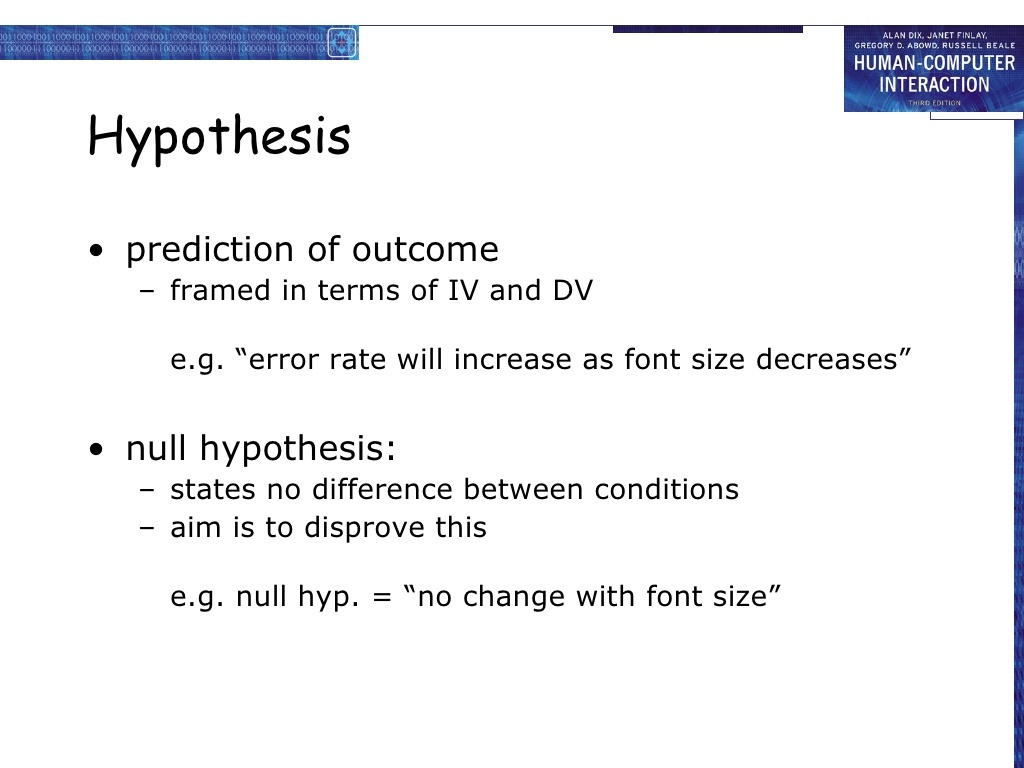 ALAN DIX, JANET FINLAY,
GREGORY D. ABOWD, RUSSELL BEALE
HUMAN-COMPUTER
INTERACTION
THIRD EDITION
Hypothesis
• prediction of outcome
– framed in terms of IV and DV
e.g. “error rate will increase as font size decreases”
• null hypothesis:
– states no difference between conditions
– aim is to disprove this
e.g. null hyp. = “no change with font size”